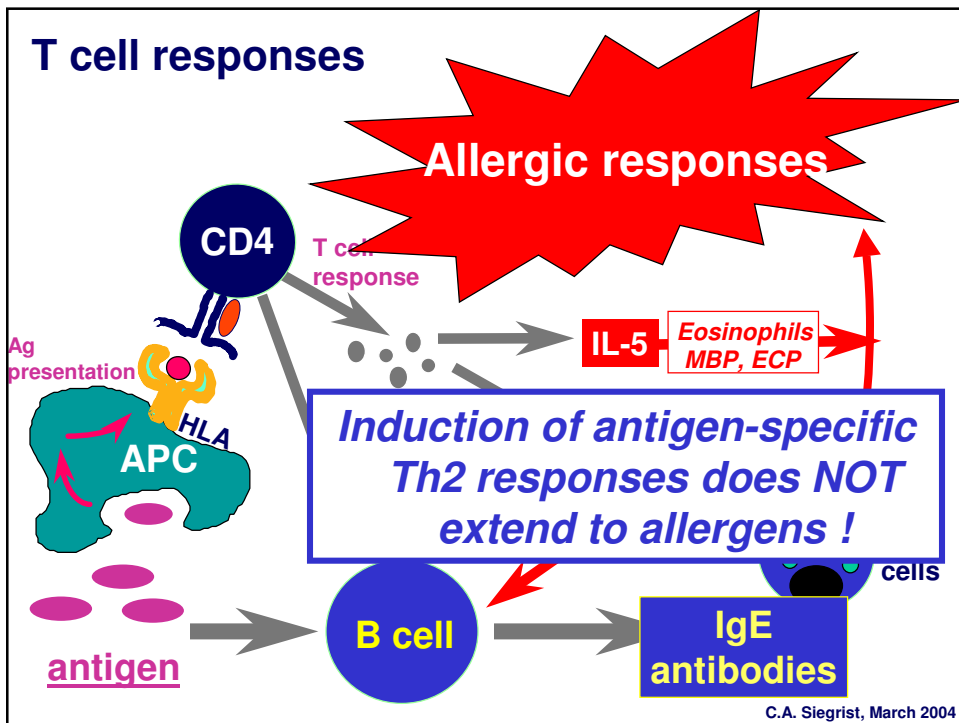 T cell responses
Allergic responses
CD4
T cell
response
Ag
presentation
IL-5
Eosinophils
MBP, ECP
HLA
APC
Induction of antigen-specific
Th2 responses does NOT
extend to allergens !
cells
B cell
IgE
antibodies
antigen
C.A. Siegrist, March 2004